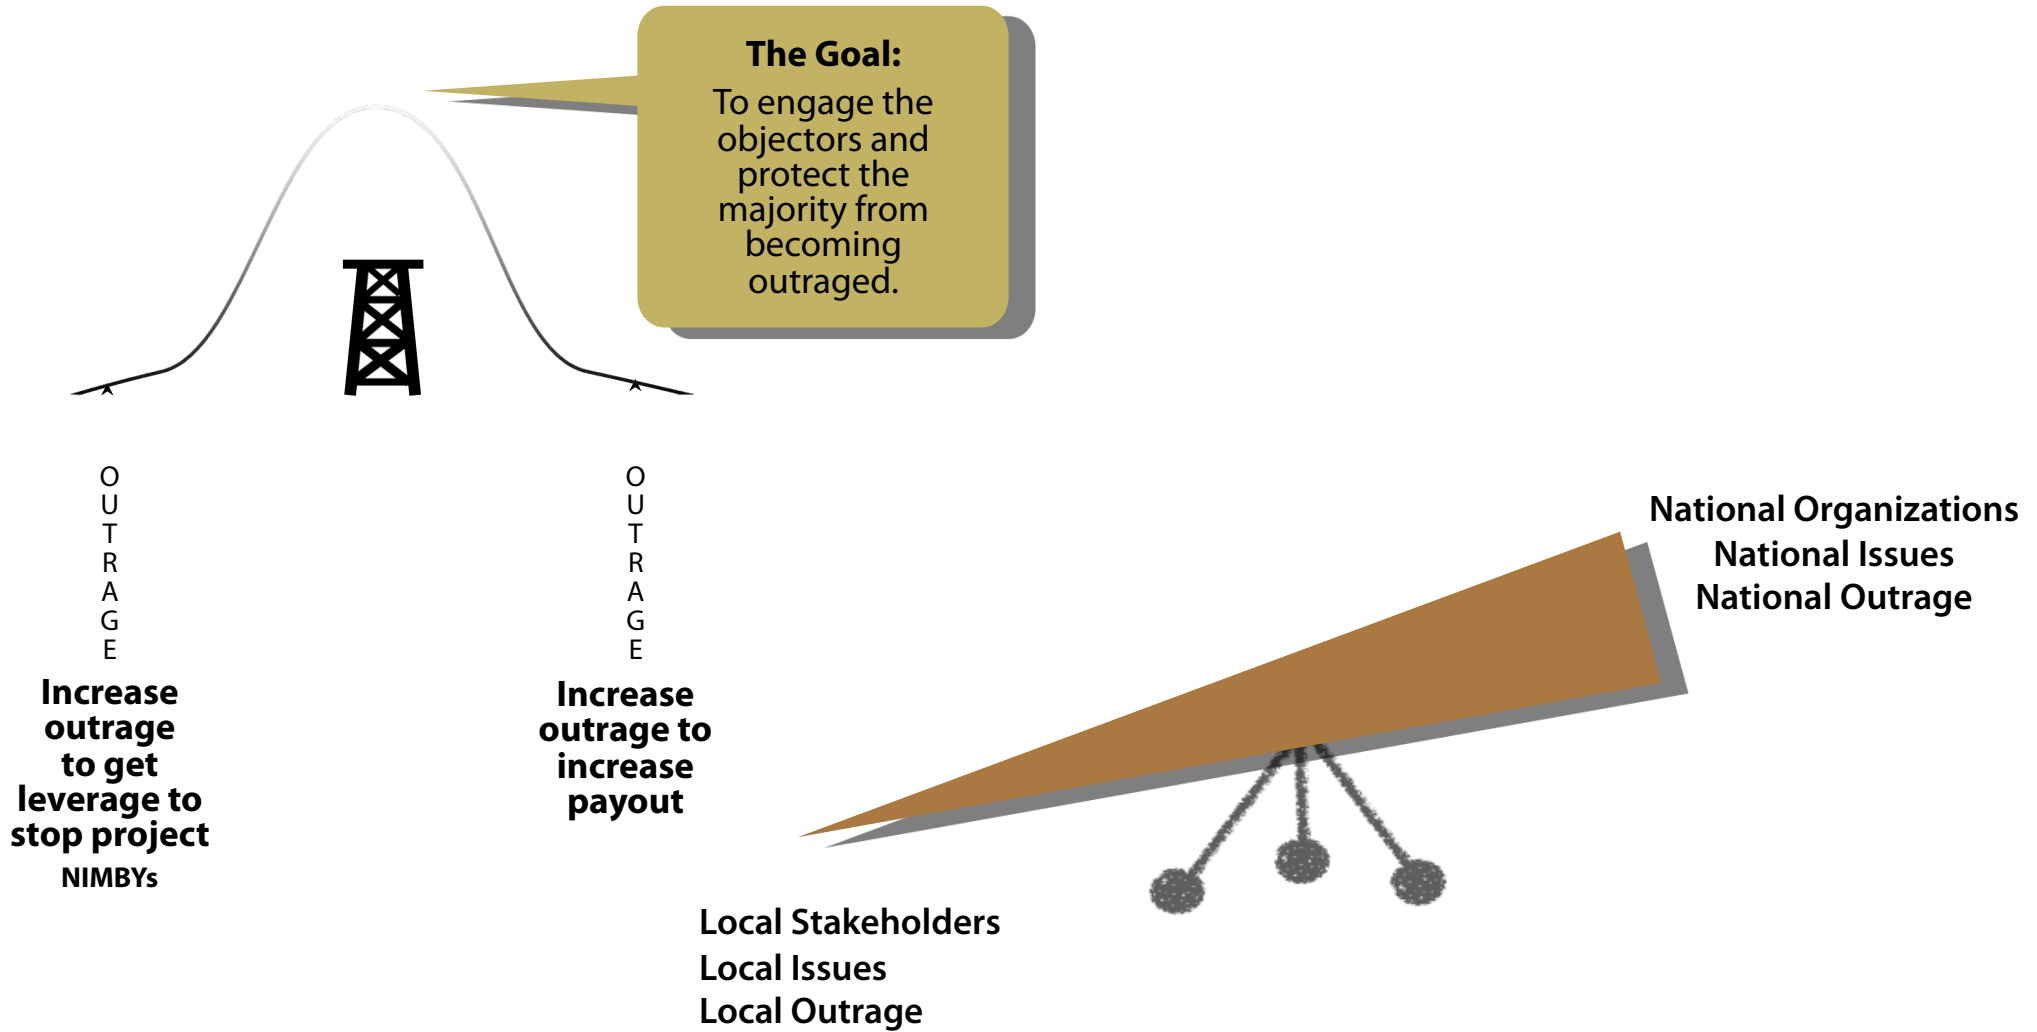 The Goal:
To engage the
objectors and
protect the
majority from
becoming
outraged.
O
U
T
R
A
G
E
Increase
outrage
to get
leverage to
stop project
NIMBYs
O
U
T
R
A
G
E
Increase
outrage to
increase
payout
National Organizations
National Issues
National Outrage
Local Stakeholders
Local Issues
Local Outrage